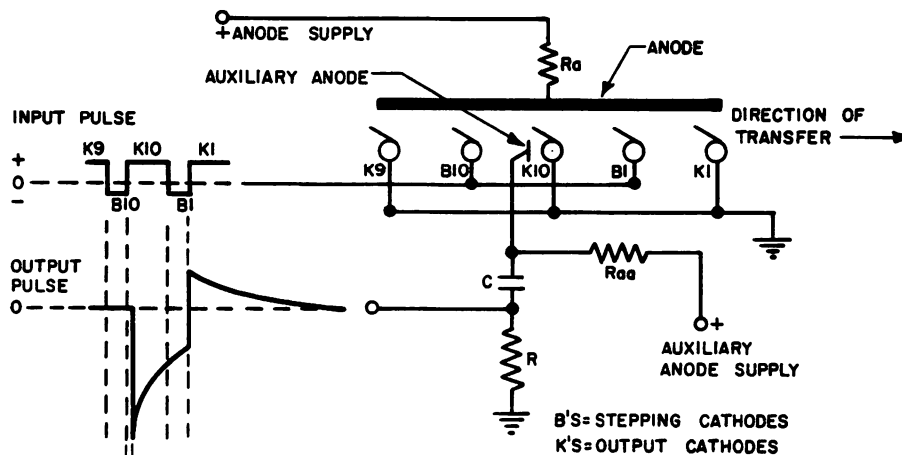 +ANODE SUPPLY
Ra
ANODE
AUXILIARY ANODE
INPUT PULSE
DIRECTION OF
TRANSFER
K9 K10 K1
+
0
-
B10 B1
K9 B10 K10 B1 K1
OUTPUT
PULSE
0
C
Raa
R
+
AUXILIARY
ANODE SUPPLY
B'S=STEPPING CATHODES
K'S=OUTPUT CATHODES